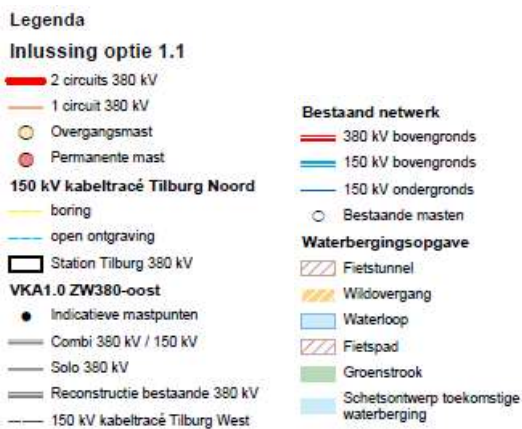 Legenda
Inlussing optie 1.1
2 circuits 380 kV
1 circuit 380 kV
Overgangsmast
Permanente mast
150 kV kabeltracé Tilburg Noord
boring
open ontgraving
Station Tilburg 380 kV
VKA1.0 ZW380-oost
Indicatieve mastpunten
Combi 380 kV / 150 kV
Solo 380 kV
Reconstructie bestaande 380 kV
150 kV kabeltracé Tilburg West
Bestaand netwerk
380 kV bovengronds
150 kV bovengronds
150 kV ondergronds
Bestaande masten
Waterbergingsopgave
Fietstunnel
Wildovergang
Waterloop
Fietspad
Groenstrook
Schetsontwerp toekomstige
waterberging